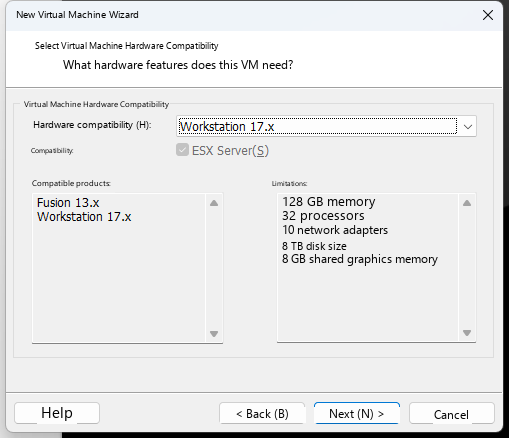 New Virtual Machine Wizard
Select Virtual Machine Hardware Compatibility
What hardware features does this VM need?
Virtual Machine Hardware Compatibility
Hardware compatibility (H):
Workstation 17.x
Compatibility:
ESX Server(S)
Compatible products:
Fusion 13.x
Workstation 17.x
Limitations:
128 GB memory
32 processors
10 network adapters
8 TB disk size
8 GB shared graphics memory
Help
< Back (B)
Next (N) >
Cancel